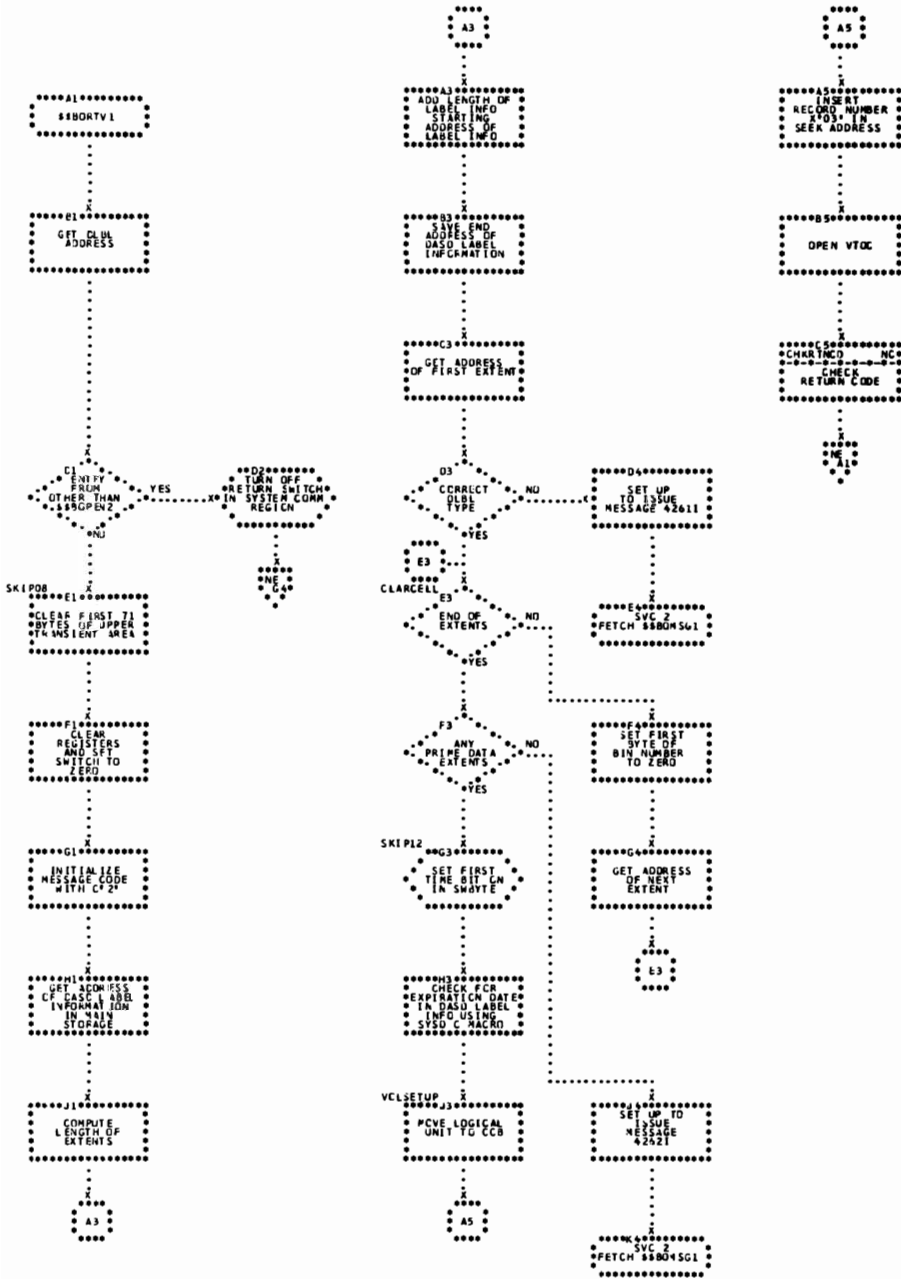 A1
$$BORTV1
B1
GET DLBL
ADDRESS
C1
ENTRY
FROM
OTHER THAN
$$BOPEN2
YES
NO
D2
TURN OFF
RETURN SWITCH
IN SYSTEM COMM
REGION
NE
G4
SKIP08
E1
CLEAR FIRST 71
BYTES OF UPPER
TRANSIENT AREA
F1
CLEAR
REGISTERS
AND SET
SWITCH TO
ZERO
G1
INITIALIZE
MESSAGE CODE
WITH C'2'
H1
GET ADDRESS
OF DASD LABEL
INFORMATION
IN MAIN
STORAGE
J1
COMPUTE
LENGTH OF
EXTENTS
A3
A3
A3
ADD LENGTH OF
LABEL INFO
STARTING
ADDRESS OF
LABEL INFO
B3
SAVE END
ADDRESS OF
DASD LABEL
INFORMATION
C3
GET ADDRESS
OF FIRST EXTENT
D3
CORRECT
DLBL
TYPE
NO
YES
D4
SET UP
TO ISSUE
MESSAGE 4261I
E4
SVC 2
FETCH $$BOMSG1
E3
CLARCELL
E3
END OF
EXTENTS
NO
YES
F3
ANY
PRIME DATA
EXTENTS
NO
YES
F4
SET FIRST
BYTE OF
BIN NUMBER
TO ZERO
G4
GET ADDRESS
OF NEXT
EXTENT
E3
SKIP12
G3
SET FIRST
TIME BIT ON
IN SWBYTE
H3
CHECK FOR
EXPIRATION DATE
IN DASD LABEL
INFO USING
SYSD C MACRO
VCLSETUP
J3
MOVE LOGICAL
UNIT TO CCB
A5
J4
SET UP TO
ISSUE
MESSAGE
4262I
K4
SVC 2
FETCH $$BOMSG1
A5
A5
INSERT
RECORD NUMBER
X'03' IN
SEEK ADDRESS
B5
OPEN VTOC
C5
CHKRTNCD NC
CHECK
RETURN CODE
NE
A1